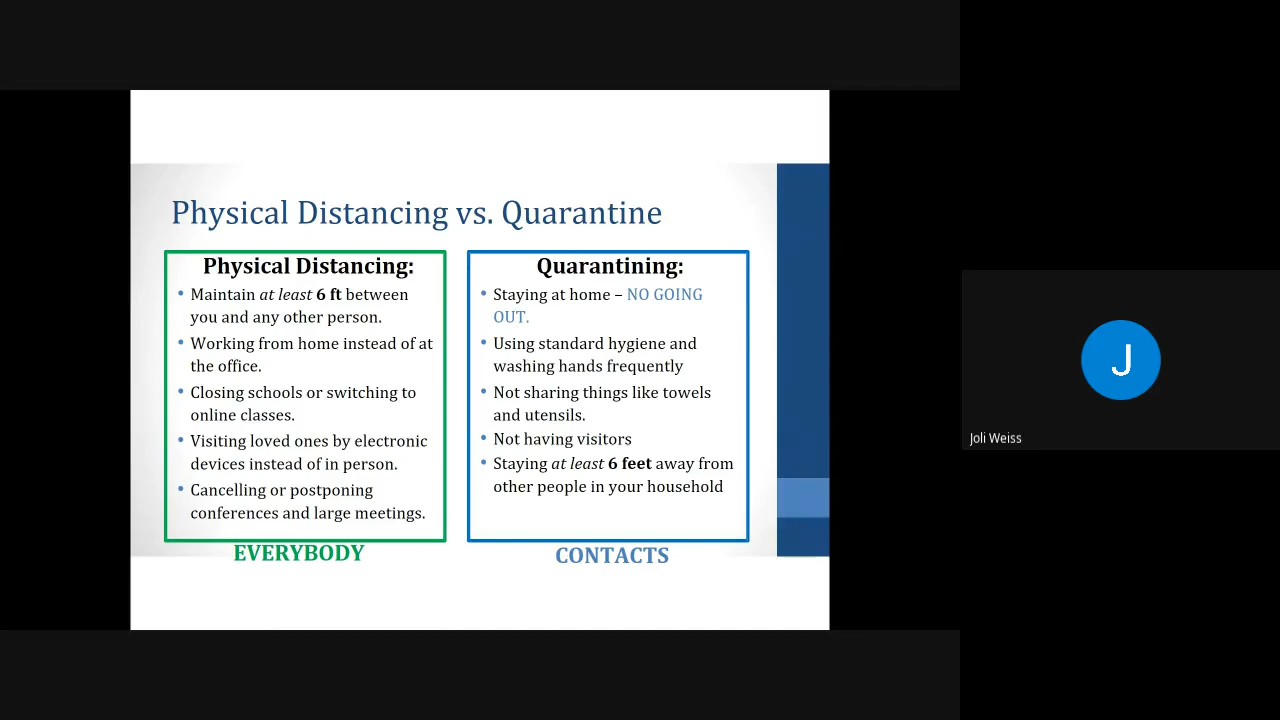 Physical Distancing vs. Quarantine
Physical Distancing:
• Maintain at least 6 ft between
you and any other person.
• Working from home instead of at
the office.
• Closing schools or switching to
online classes.
• Visiting loved ones by electronic
devices instead of in person.
• Cancelling or postponing
conferences and large meetings.
EVERYBODY
Quarantining:
• Staying at home – NO GOING
OUT.
• Using standard hygiene and
washing hands frequently
• Not sharing things like towels
and utensils.
• Not having visitors
• Staying at least 6 feet away from
other people in your household
CONTACTS
J
Joli Weiss